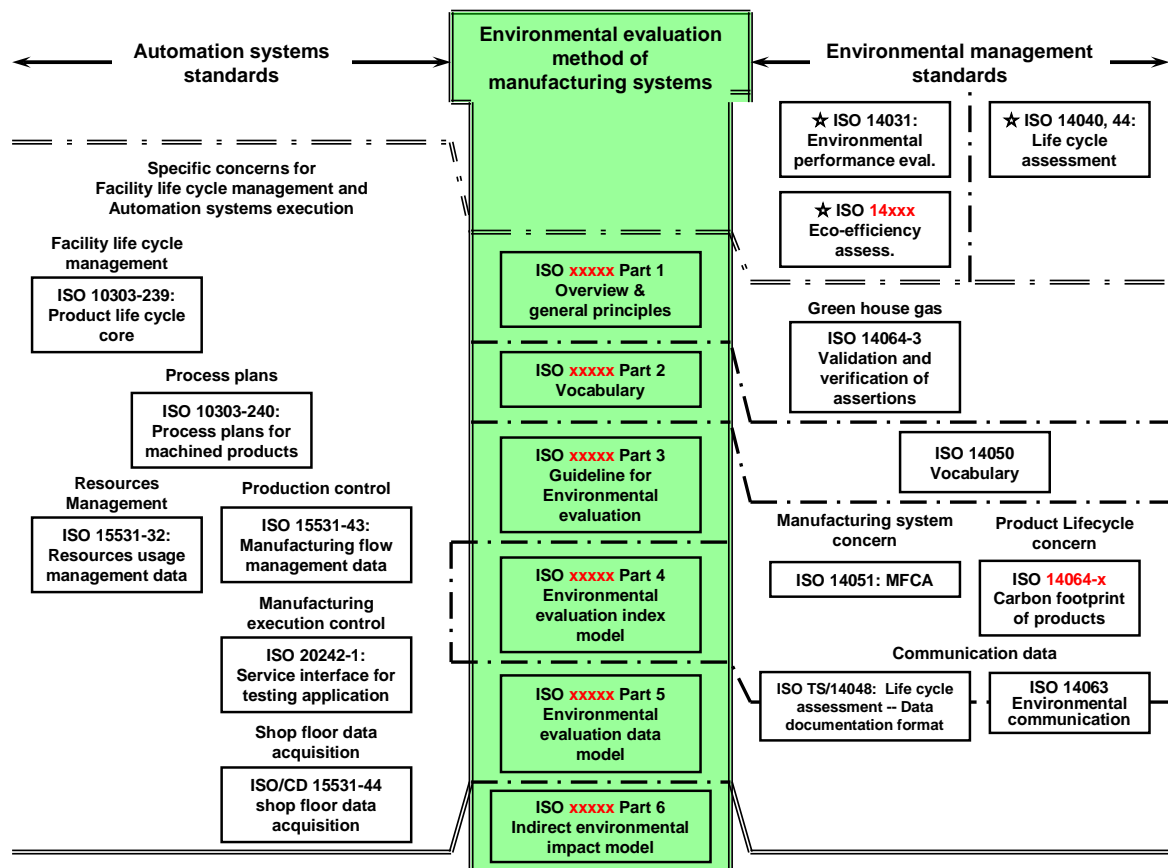 Automation systems
standards
Environmental evaluation
method of
manufacturing systems
Environmental management
standards
Specific concerns for
Facility life cycle management and
Automation systems execution
Facility life cycle
management
ISO 10303-239:
Product life cycle
core
Process plans
ISO 10303-240:
Process plans for
machined products
Resources
Management
ISO 15531-32:
Resources usage
management data
Production control
ISO 15531-43:
Manufacturing flow
management data
Manufacturing
execution control
ISO 20242-1:
Service interface for
testing application
Shop floor data
acquisition
ISO/CD 15531-44
shop floor data
acquisition
ISO xxxxx Part 1
Overview &
general principles
ISO xxxxx Part 2
Vocabulary
ISO xxxxx Part 3
Guideline for
Environmental
evaluation
ISO xxxxx Part 4
Environmental
evaluation index
model
ISO xxxxx Part 5
Environmental
evaluation data
model
ISO xxxxx Part 6
Indirect environmental
impact model
☆ ISO 14031:
Environmental
performance eval.
☆ ISO 14040, 44:
Life cycle
assessment
☆ ISO 14xxx
Eco-efficiency
assess.
Green house gas
ISO 14064-3
Validation and
verification of
assertions
ISO 14050
Vocabulary
Manufacturing system
concern
ISO 14051: MFCA
Product Lifecycle
concern
ISO 14064-x
Carbon footprint
of products
Communication data
ISO TS/14048: Life cycle
assessment -- Data
documentation format
ISO 14063
Environmental
communication